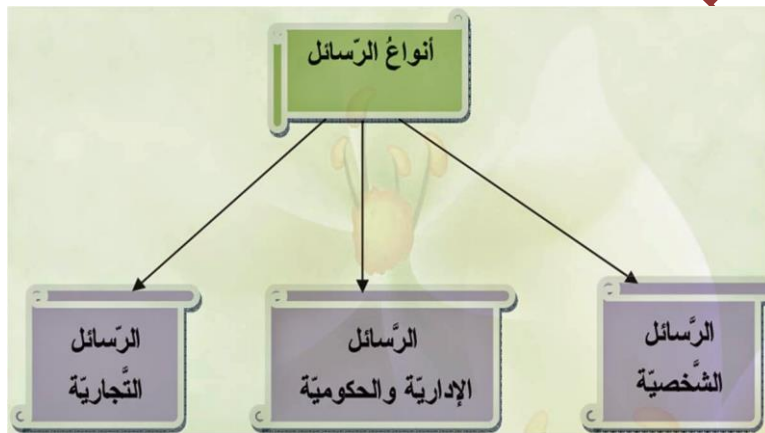 أنواعُ الرّسائل
الرَّسائل
الشَّخصيّة
الرَّسائل
الإداريّة والحكوميّة
الرّسائل
التَّجاريّة